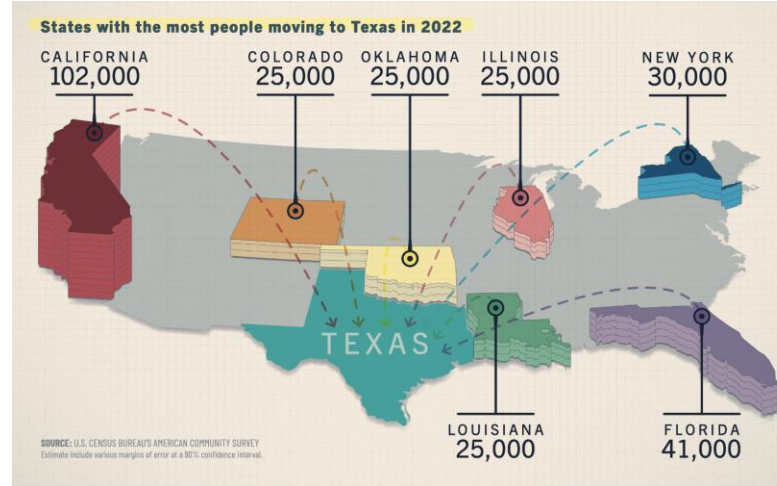 States with the most people moving to Texas in 2022
CALIFORNIA
102,000
COLORADO
25,000
OKLAHOMA
25,000
ILLINOIS
25,000
NEW YORK
30,000
TEXAS
LOUISIANA
25,000
FLORIDA
41,000
SOURCE: U.S. CENSUS BUREAU'S AMERICAN COMMUNITY SURVEY
Estimate include various margins of error at a 90% confidence interval.